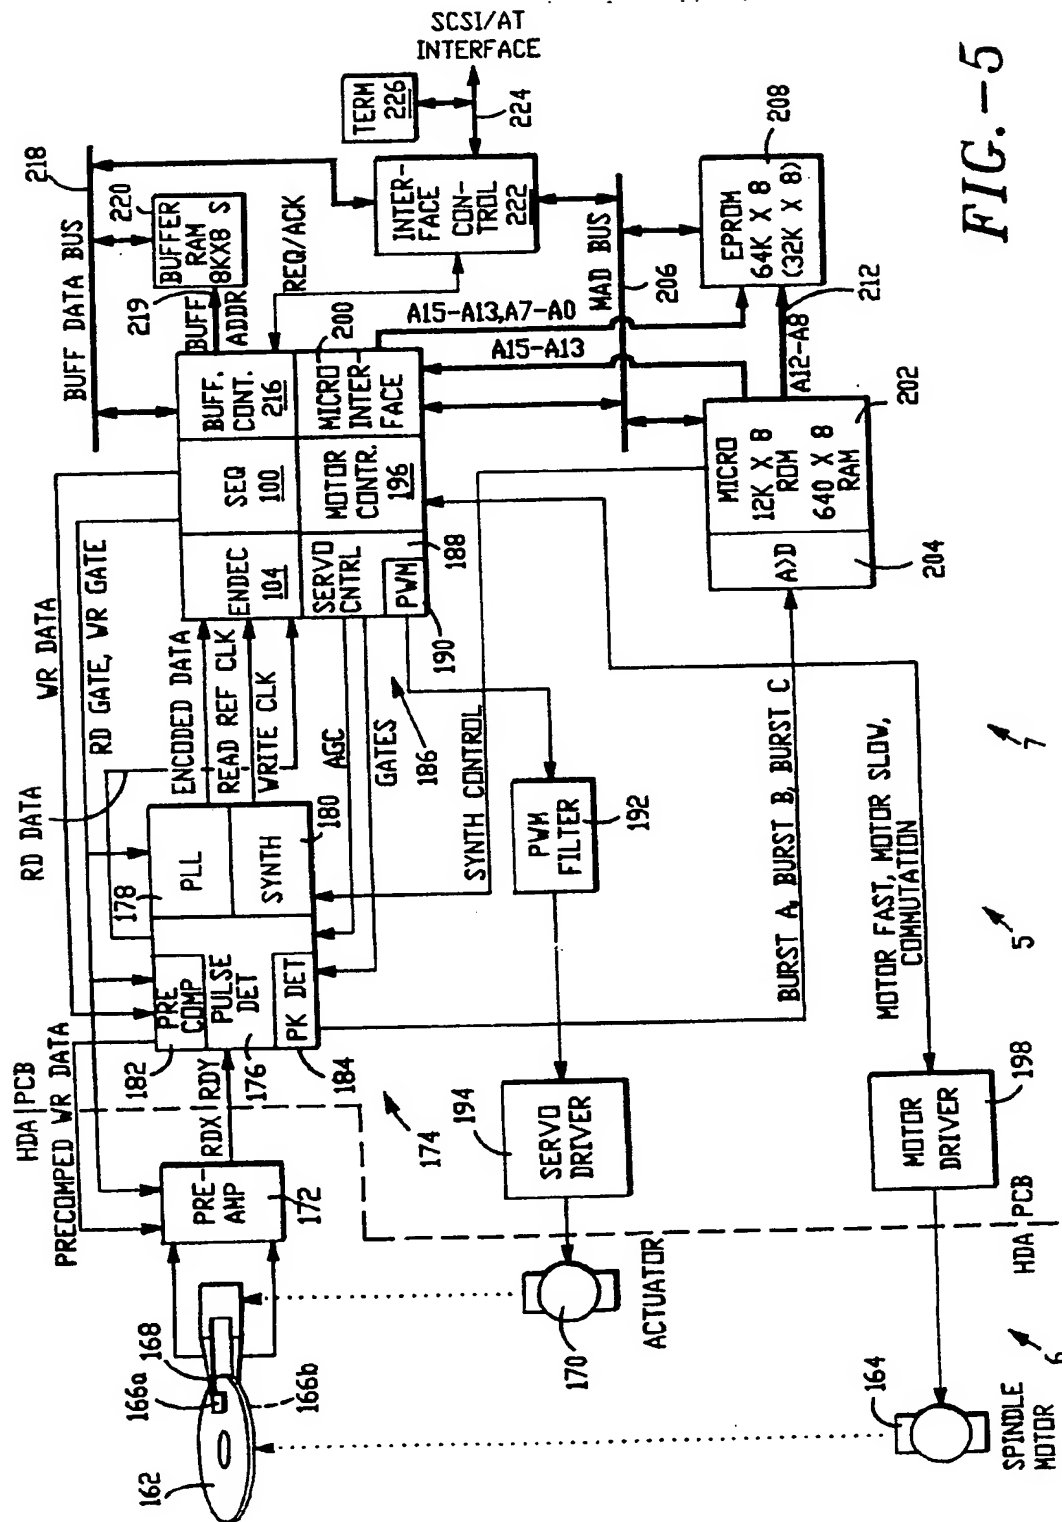 SCSI/AT
INTERFACE
TERM
226
224
218
BUFF DATA BUS
220
BUFFER
RAM
8KX8 S
219
BUFF
ADDR
REQ/ACK
INTER-
FACE
CON-
TROL
222
MAD BUS
206
208
EPROM
64K X 8
(32K X 8)
212
A12-A8
A15-A13,A7-A0
A15-A13
200
BUFF.
CONT.
216
MICRO
INTER
FACE
SEQ
100
MOTOR
CONTR.
196
ENDEC
104
SERVO
CNTRL
PWM
188
190
186
202
MICRO
12K X 8
ROM
640 X 8
RAM
A>D
204
WR DATA
RD GATE, WR GATE
RD DATA
ENCODED DATA
READ REF CLK
WRITE CLK
AGC
GATES
SYNTH CONTROL
178
PLL
SYNTH
180
PRE
COMP
PULSE
DET
PK DET
182
176
184
PWM
FILTER
192
BURST A, BURST B, BURST C
MOTOR FAST, MOTOR SLOW,
COMMUTATION
HDA|PCB
PRECOMPED WR DATA
RDX|RDY
174
PRE-
AMP
172
194
SERVO
DRIVER
MOTOR
DRIVER
198
HDA|PCB
168
166a
166b
162
170
ACTUATOR
164
SPINDLE
MOTOR
6
5
7
FIG.-5